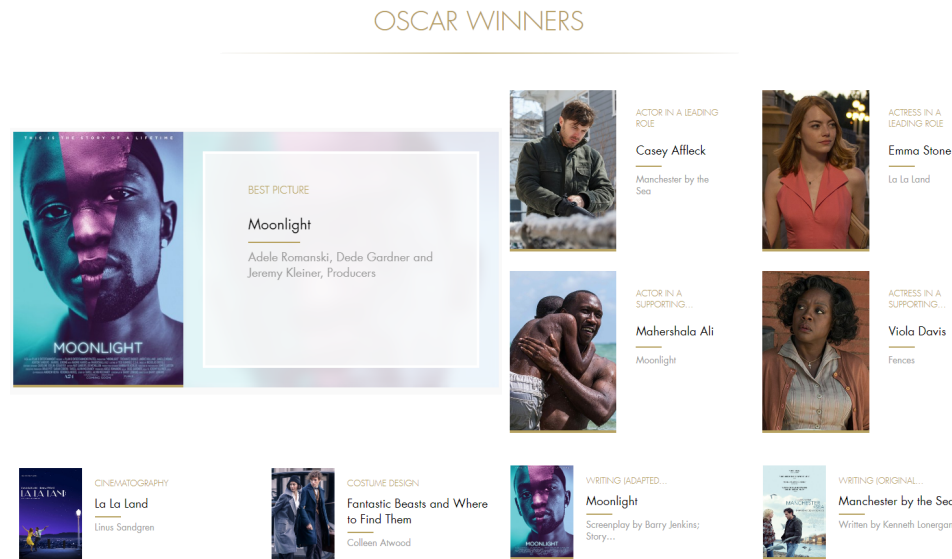 OSCAR WINNERS
THIS IS THE STORY OF A LIFETIME
MOONLIGHT
BEST PICTURE
Moonlight
Adele Romanski, Dede Gardner and
Jeremy Kleiner, Producers
ACTOR IN A LEADING
ROLE
Casey Affleck
Manchester by the
Sea
ACTRESS IN A
LEADING ROLE
Emma Stone
La La Land
ACTOR IN A
SUPPORTING...
Mahershala Ali
Moonlight
ACTRESS IN A
SUPPORTING...
Viola Davis
Fences
LA LA LAND
CINEMATOGRAPHY
La La Land
Linus Sandgren
COSTUME DESIGN
Fantastic Beasts and Where
to Find Them
Colleen Atwood
MOONLIGHT
WRITING (ADAPTED...
Moonlight
Screenplay by Barry Jenkins;
Story...
MANCHESTER
SEA
WRITING (ORIGINAL...
Manchester by the Sea
Written by Kenneth Lonergan